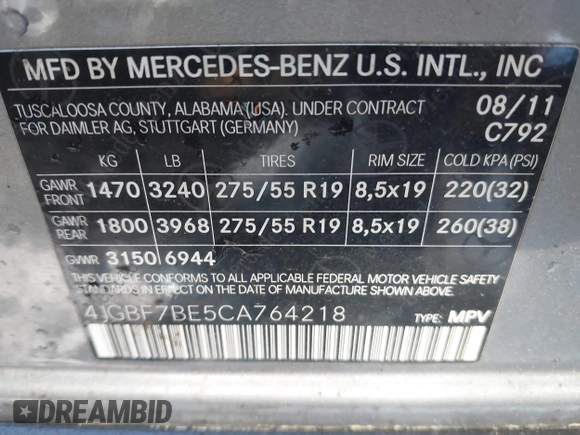 MFD BY MERCEDES-BENZ U.S. INTL., INC
TUSCALOOSA COUNTY, ALABAMA(USA). UNDER CONTRACT 08/11
FOR DAIMLER AG, STUTTGART (GERMANY) C792
KG LB TIRES RIM SIZE COLD KPA(PSI)
GAWR FRONT 1470 3240 275/55 R19 8,5x19 220(32)
GAWR REAR 1800 3968 275/55 R19 8,5x19 260(38)
GWR 3150 6944
THIS VEHICLE CONFORMS TO ALL APPLICABLE FEDERAL MOTOR VEHICLE SAFETY
STANDARDS IN EFFECT ON THE DATE OF MANUFACTURE SHOWN ABOVE
4JGBF7BE5CA764218 TYPE: MPV
DREAMBID